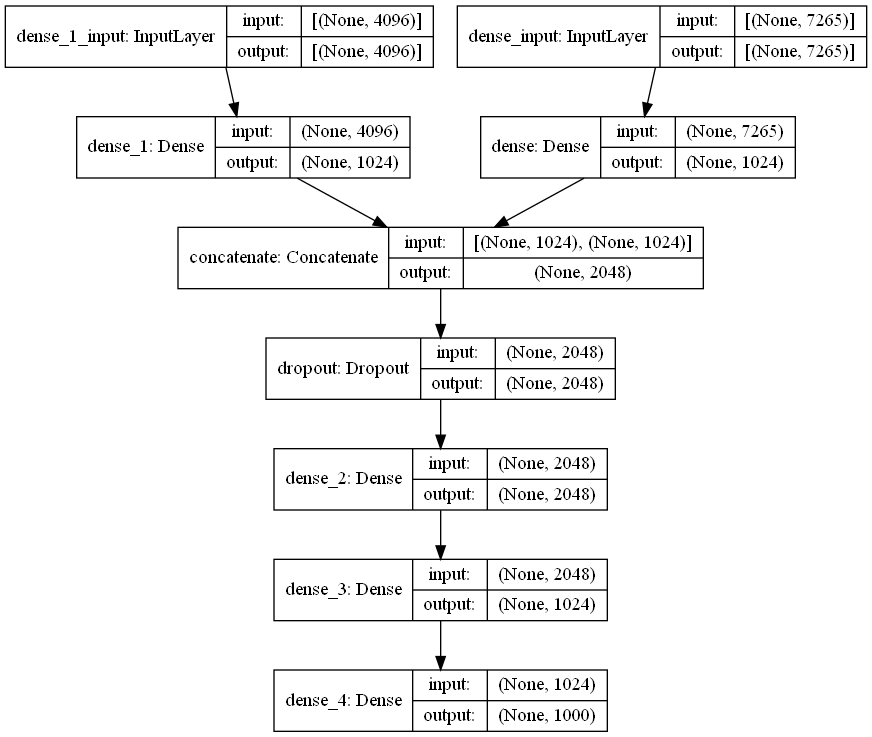 dense_1_input: InputLayer input: [(None, 4096)]
output: [(None, 4096)]
dense_input: InputLayer input: [(None, 7265)]
output: [(None, 7265)]
dense_1: Dense input: (None, 4096)
output: (None, 1024)
dense: Dense input: (None, 7265)
output: (None, 1024)
concatenate: Concatenate input: [(None, 1024), (None, 1024)]
output: (None, 2048)
dropout: Dropout input: (None, 2048)
output: (None, 2048)
dense_2: Dense input: (None, 2048)
output: (None, 2048)
dense_3: Dense input: (None, 2048)
output: (None, 1024)
dense_4: Dense input: (None, 1024)
output: (None, 1000)